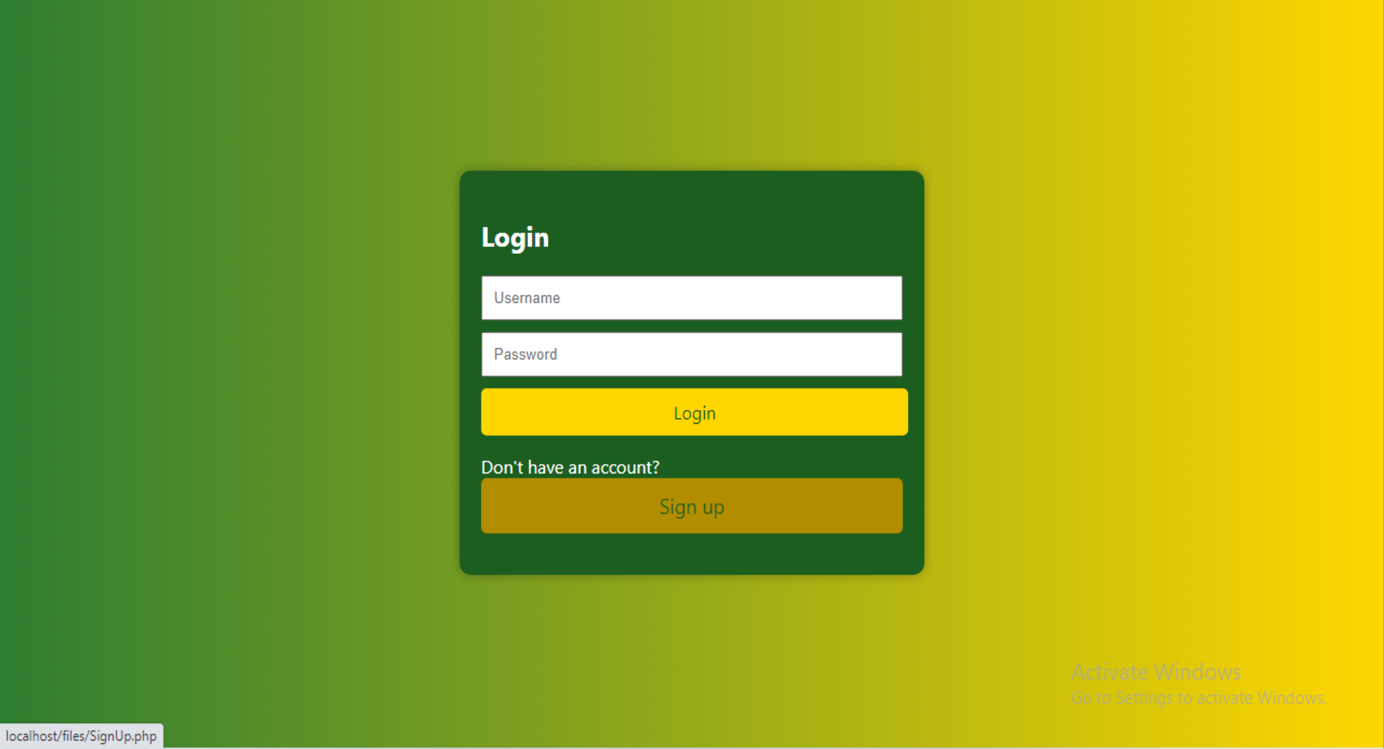 Login
Username
Password
Login
Don't have an account?
Sign up
Activate Windows
Go to Settings to activate Windows.
localhost/files/SignUp.php